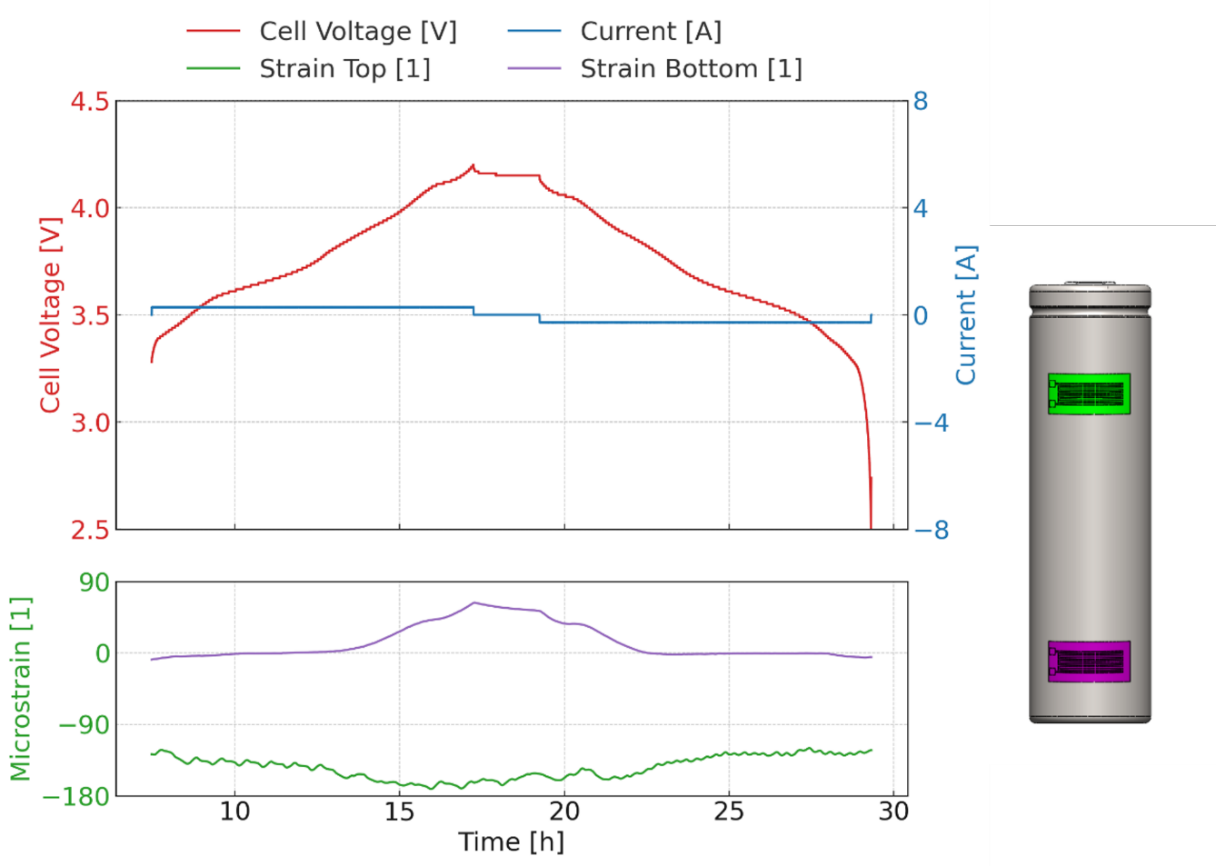 Cell Voltage [V]
Current [A]
Strain Top [1]
Strain Bottom [1]
4.5
4.0
3.5
3.0
2.5
Cell Voltage [V]
8
4
0
−4
−8
Current [A]
90
0
−90
−180
Microstrain [1]
10
15
20
25
30
Time [h]